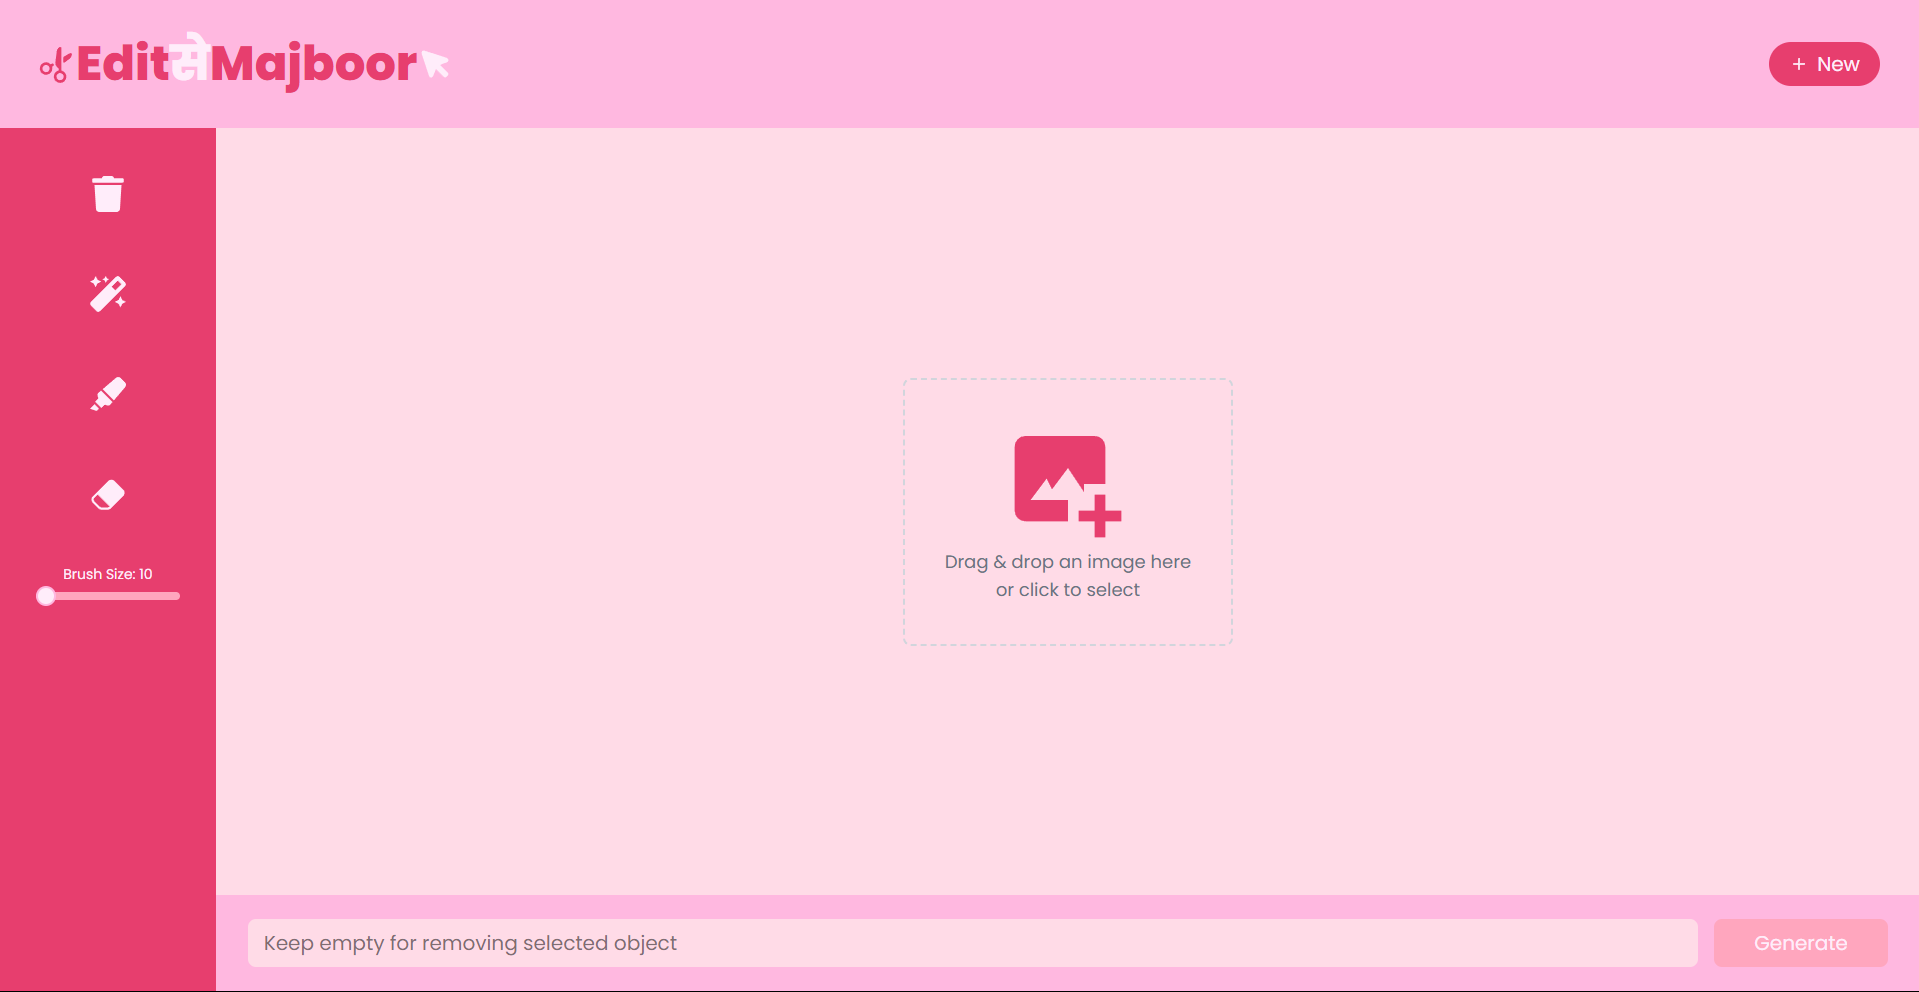 EditसेMajboor
+ New
Brush Size: 10
Drag & drop an image here
or click to select
Keep empty for removing selected object
Generate